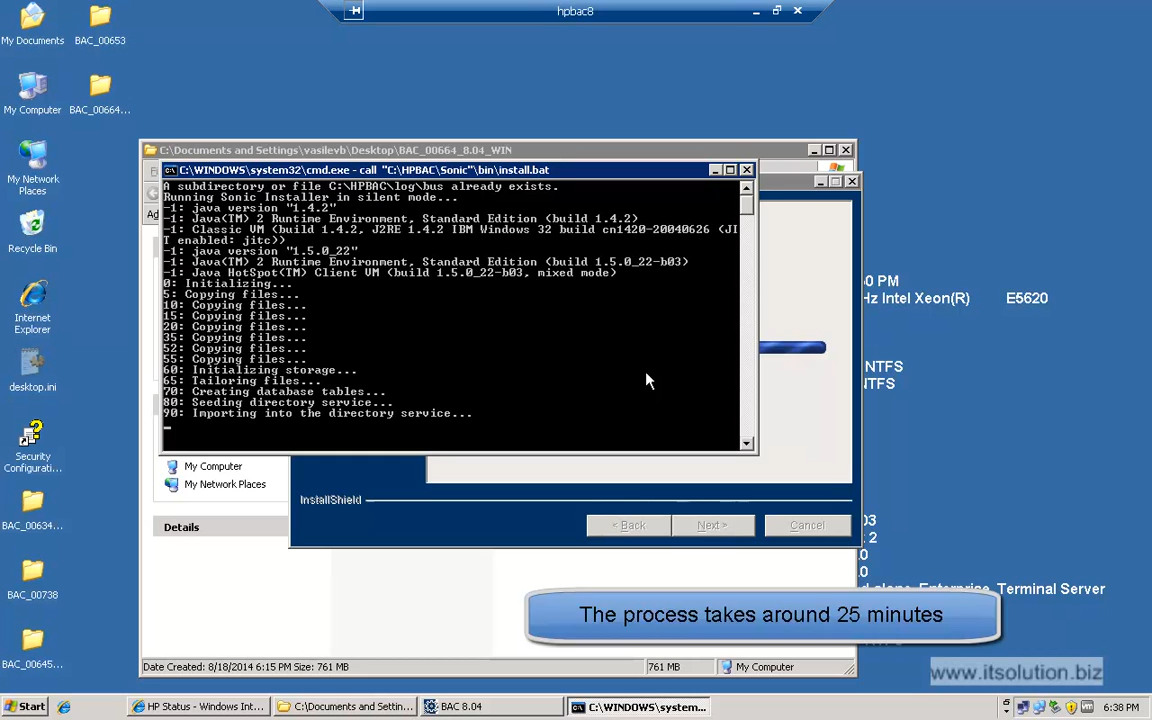 hpbac8
My Documents
BAC_00653
My Computer
BAC_00664...
My Network
Places
Recycle Bin
Internet
Explorer
desktop.ini
Security
Configurati...
BAC_00634...
BAC_00738
BAC_00645...
C:\Documents and Settings\vasilevb\Desktop\BAC_00664_8.04_WIN
C:\WINDOWS\system32\cmd.exe - call "C:\HPBAC\Sonic"\bin\install.bat
A subdirectory or file C:\HPBAC\log\bus already exists.
Running Sonic Installer in silent mode...
-1: java version "1.4.2"
-1: Java(TM) 2 Runtime Environment, Standard Edition (build 1.4.2)
-1: Classic VM (build 1.4.2, J2RE 1.4.2 IBM Windows 32 build cn1420-20040626 (JI
T enabled: jitc))
-1: java version "1.5.0_22"
-1: Java(TM) 2 Runtime Environment, Standard Edition (build 1.5.0_22-b03)
-1: Java HotSpot(TM) Client VM (build 1.5.0_22-b03, mixed mode)
0: Initializing...
5: Copying files...
10: Copying files...
15: Copying files...
20: Copying files...
35: Copying files...
52: Copying files...
55: Copying files...
60: Initializing storage...
65: Tailoring files...
70: Creating database tables...
80: Seeding directory service...
90: Importing into the directory service...
0 PM
Hz Intel Xeon(R) E5620
NTFS
NTFS
My Computer
My Network Places
Details
InstallShield
< Back
Next >
Cancel
03
k 2
.0
.0
Enterprise, Terminal Server
The process takes around 25 minutes
Date Created: 8/18/2014 6:15 PM Size: 761 MB
761 MB
My Computer
www.itsolution.biz
Start
HP Status - Windows Int...
C:\Documents and Settin...
BAC 8.04
C:\WINDOWS\system...
6:38 PM